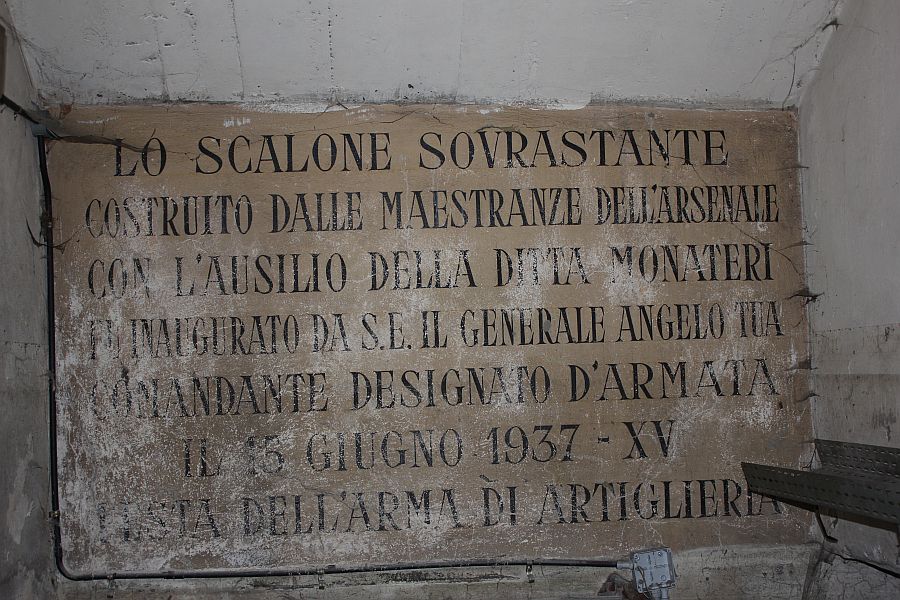 LO SCALONE SOVRASTANTE
COSTRUITO DALLE MAESTRANZE DELL'ARSENALE
CON L'AUSILIO DELLA DITTA MONATERI
FU INAUGURATO DA S.E. IL GENERALE ANGELO TUA
COMANDANTE DESIGNATO D'ARMATA
IL 15 GIUGNO 1937 - XV
FESTA DELL'ARMA DI ARTIGLIERIA